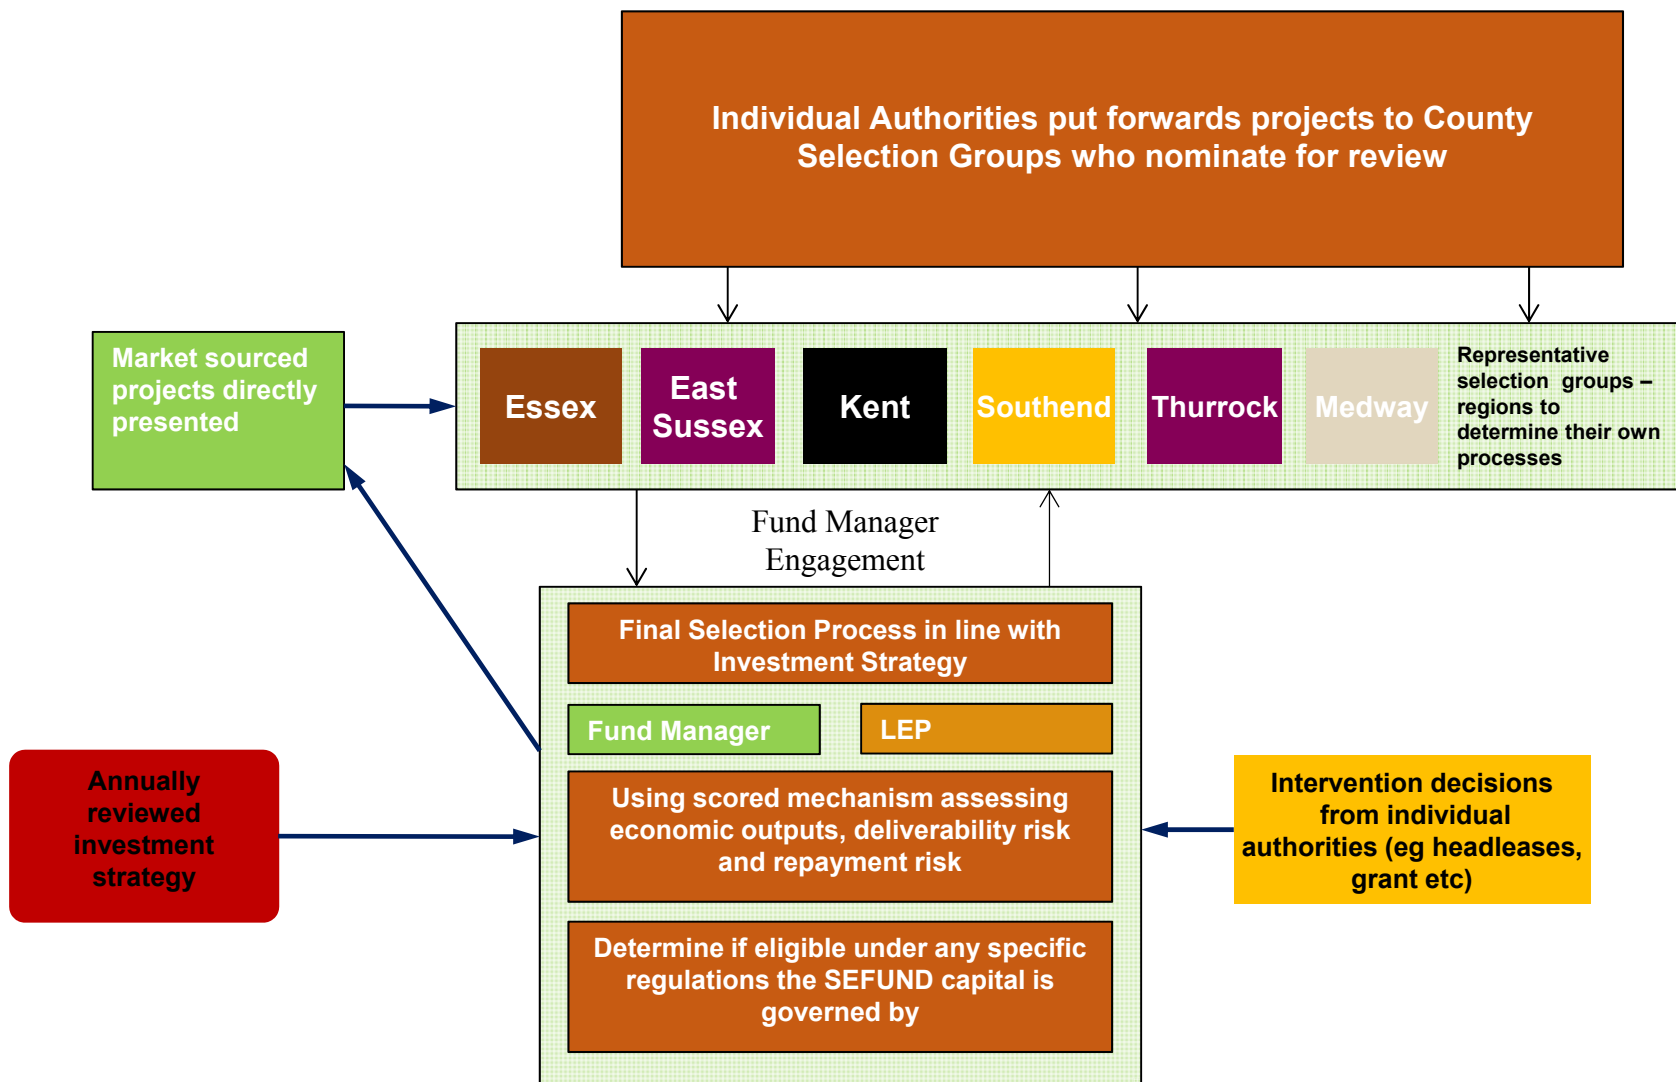 Individual Authorities put forwards projects to County
Selection Groups who nominate for review
Market sourced
projects directly
presented
Essex
East
Sussex
Kent
Southend
Thurrock
Medway
Representative
selection groups –
regions to
determine their own
processes
Fund Manager
Engagement
Final Selection Process in line with
Investment Strategy
Fund Manager
LEP
Annually
reviewed
investment
strategy
Using scored mechanism assessing
economic outputs, deliverability risk
and repayment risk
Intervention decisions
from individual
authorities (eg headleases,
grant etc)
Determine if eligible under any specific
regulations the SEFUND capital is
governed by